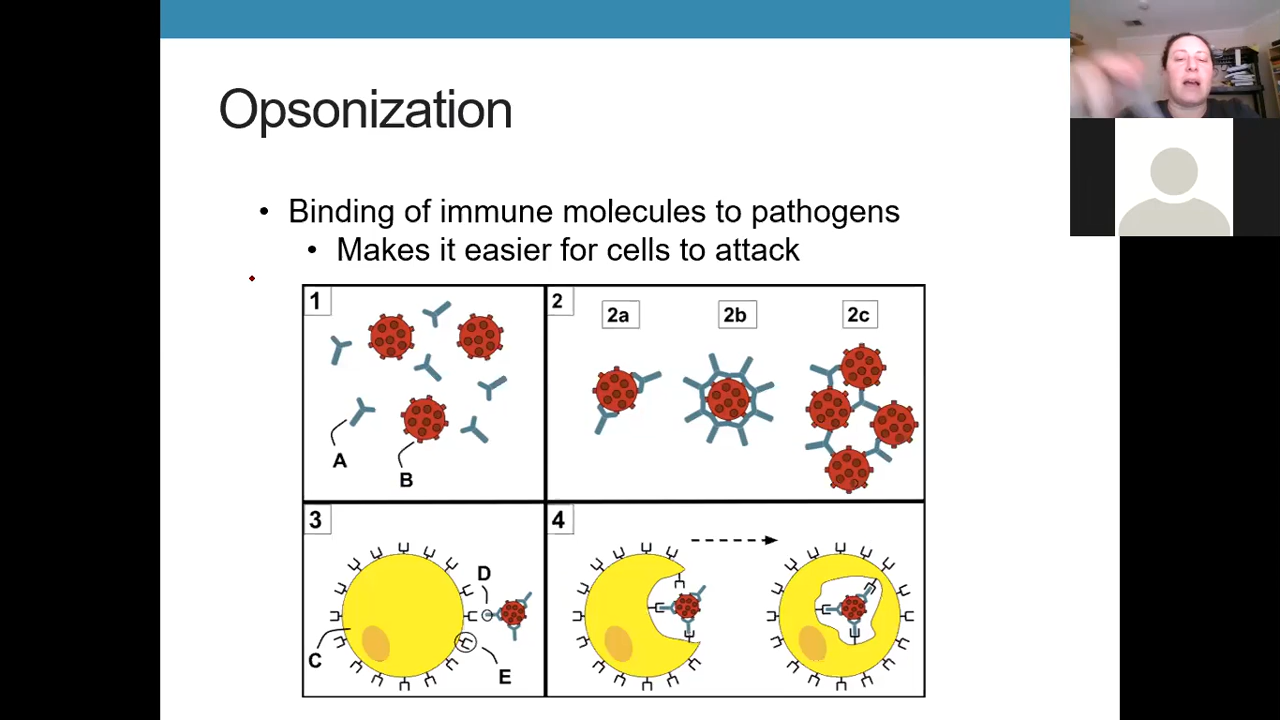 Opsonization
• Binding of immune molecules to pathogens
• Makes it easier for cells to attack
1
2
2a
2b
2c
A
B
3
4
D
C
E